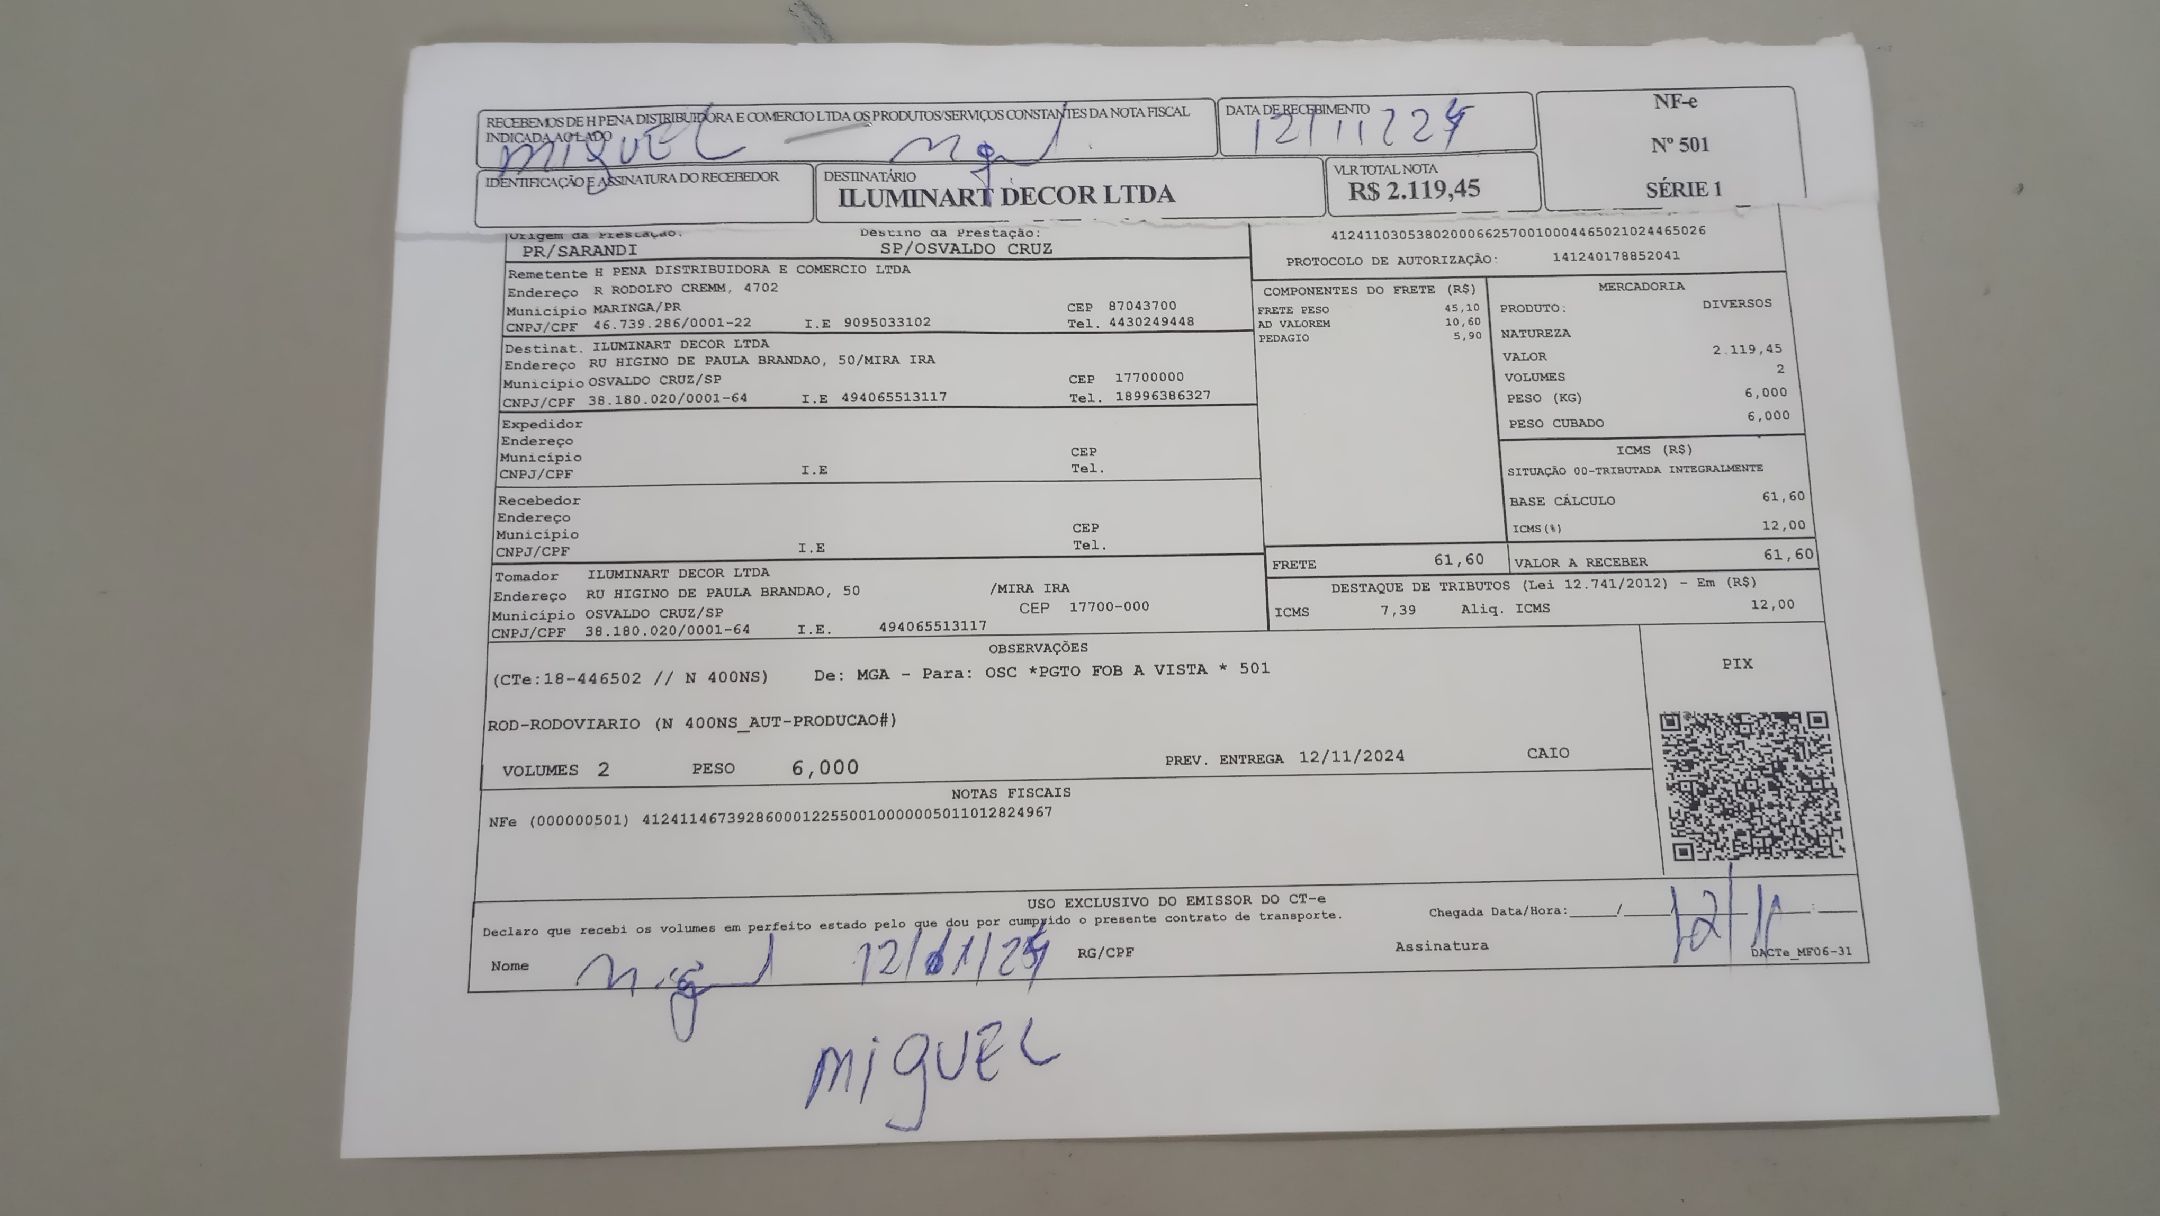 RECEBEMOS DE H PENA DISTRIBUIDORA E COMERCIO LTDA OS PRODUTOS/SERVIÇOS CONSTANTES DA NOTA FISCAL
INDICADA AO LADO
MIGUEL
Miguel
DATA DE RECEBIMENTO
12/11/24
NF-e
Nº 501
SÉRIE 1
IDENTIFICAÇÃO E ASSINATURA DO RECEBEDOR
DESTINATÁRIO
ILUMINART DECOR LTDA
VLR TOTAL NOTA
R$ 2.119,45
Origem da Prestação:
PR/SARANDI
Destino da Prestação:
SP/OSVALDO CRUZ
41241103053802000662570010004465021024465026
PROTOCOLO DE AUTORIZAÇÃO: 141240178852041
Remetente H PENA DISTRIBUIDORA E COMERCIO LTDA
Endereço R RODOLFO CREMM, 4702
Município MARINGA/PR CEP 87043700
CNPJ/CPF 46.739.286/0001-22 I.E 9095033102 Tel. 4430249448
Destinat. ILUMINART DECOR LTDA
Endereço RU HIGINO DE PAULA BRANDAO, 50/MIRA IRA
Município OSVALDO CRUZ/SP CEP 17700000
CNPJ/CPF 38.180.020/0001-64 I.E 494065513117 Tel. 18996386327
Expedidor
Endereço
Município CEP
CNPJ/CPF I.E Tel.
Recebedor
Endereço
Município CEP
CNPJ/CPF I.E Tel.
Tomador ILUMINART DECOR LTDA
Endereço RU HIGINO DE PAULA BRANDAO, 50 /MIRA IRA
Município OSVALDO CRUZ/SP CEP 17700-000
CNPJ/CPF 38.180.020/0001-64 I.E. 494065513117
COMPONENTES DO FRETE (R$)
FRETE PESO 45,10
AD VALOREM 10,60
PEDAGIO 5,90
MERCADORIA
PRODUTO: DIVERSOS
NATUREZA
VALOR 2.119,45
VOLUMES 2
PESO (KG) 6,000
PESO CUBADO 6,000
ICMS (R$)
SITUAÇÃO 00-TRIBUTADA INTEGRALMENTE
BASE CÁLCULO 61,60
ICMS(%) 12,00
FRETE 61,60
VALOR A RECEBER 61,60
DESTAQUE DE TRIBUTOS (Lei 12.741/2012) - Em (R$)
ICMS 7,39 Aliq. ICMS 12,00
OBSERVAÇÕES
(CTe:18-446502 // N 400NS) De: MGA - Para: OSC *PGTO FOB A VISTA * 501
ROD-RODOVIARIO (N 400NS_AUT-PRODUCAO#)
VOLUMES 2 PESO 6,000 PREV. ENTREGA 12/11/2024 CAIO
PIX
NOTAS FISCAIS
NFe (000000501) 41241146739286000122550010000005011012824967
USO EXCLUSIVO DO EMISSOR DO CT-e
Declaro que recebi os volumes em perfeito estado pelo que dou por cumprido o presente contrato de transporte.
Chegada Data/Hora:_____/_____ : 12/11
Nome Miguel 12/11/24 RG/CPF Assinatura
DACTe_MF06-31
MIGUEL